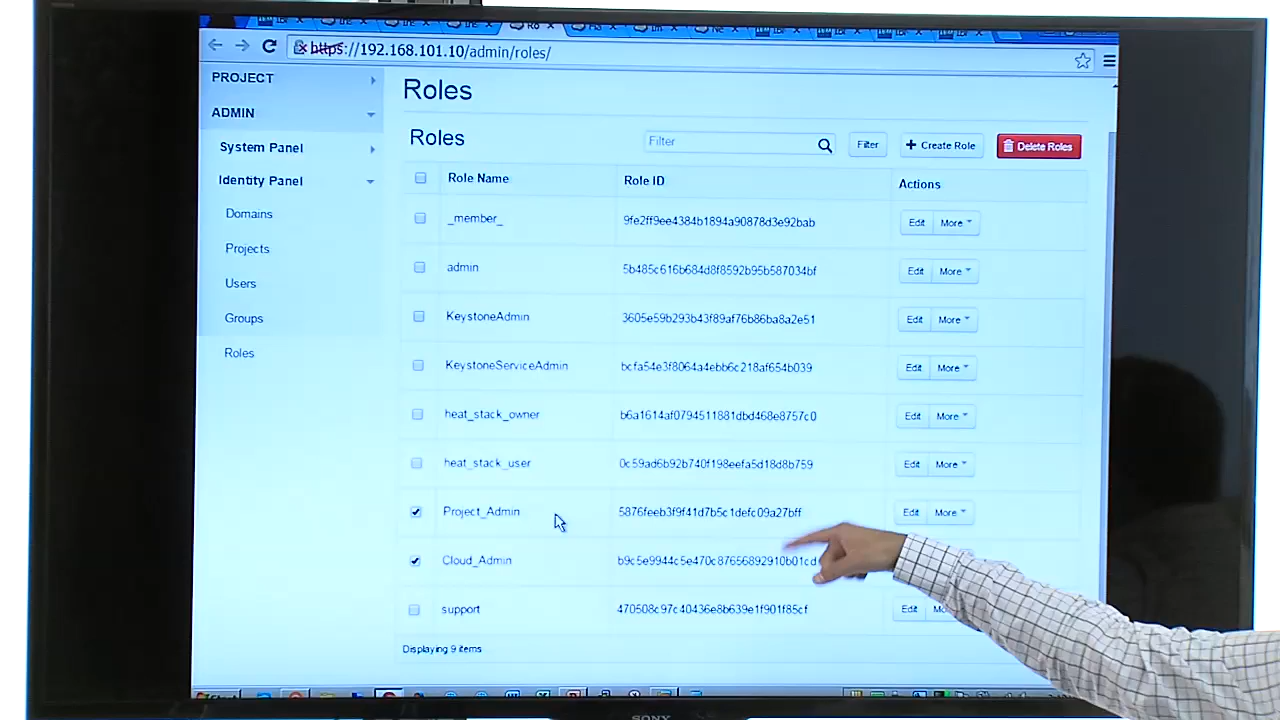 https://192.168.101.10/admin/roles/
PROJECT
ADMIN
System Panel
Identity Panel
Domains
Projects
Users
Groups
Roles
Roles
Roles
Filter
Filter
+ Create Role
Delete Roles
Role Name Role ID Actions
_member_ 9fe2ff9ee4384b1894a90878d3e92bab Edit More
admin 5b485c616b684d8f8592b95b587034bf Edit More
KeystoneAdmin 3605e59b293b43f89af76b86ba8a2e51 Edit More
KeystoneServiceAdmin bcfa54e3f8064a4ebb6c218af654b039 Edit More
heat_stack_owner b6a1614af0794511881dbd468e8757c0 Edit More
heat_stack_user 0c59ad6b92b740f198eefa5d18d8b759 Edit More
Project_Admin 5876feeb3f9f41d7b5c1defc09a27bff Edit More
Cloud_Admin b9c5e9944c5e470c87656892910b01cd
support 470508c97c40436e8b639e1f901f85cf Edit
Displaying 9 items
SONY